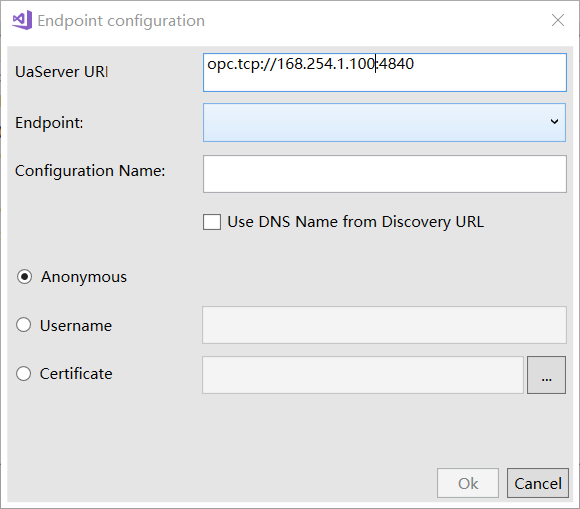 Endpoint configuration
UaServer URI
opc.tcp://168.254.1.100:4840
Endpoint:
Configuration Name:
Use DNS Name from Discovery URL
Anonymous
Username
Certificate
...
Ok
Cancel